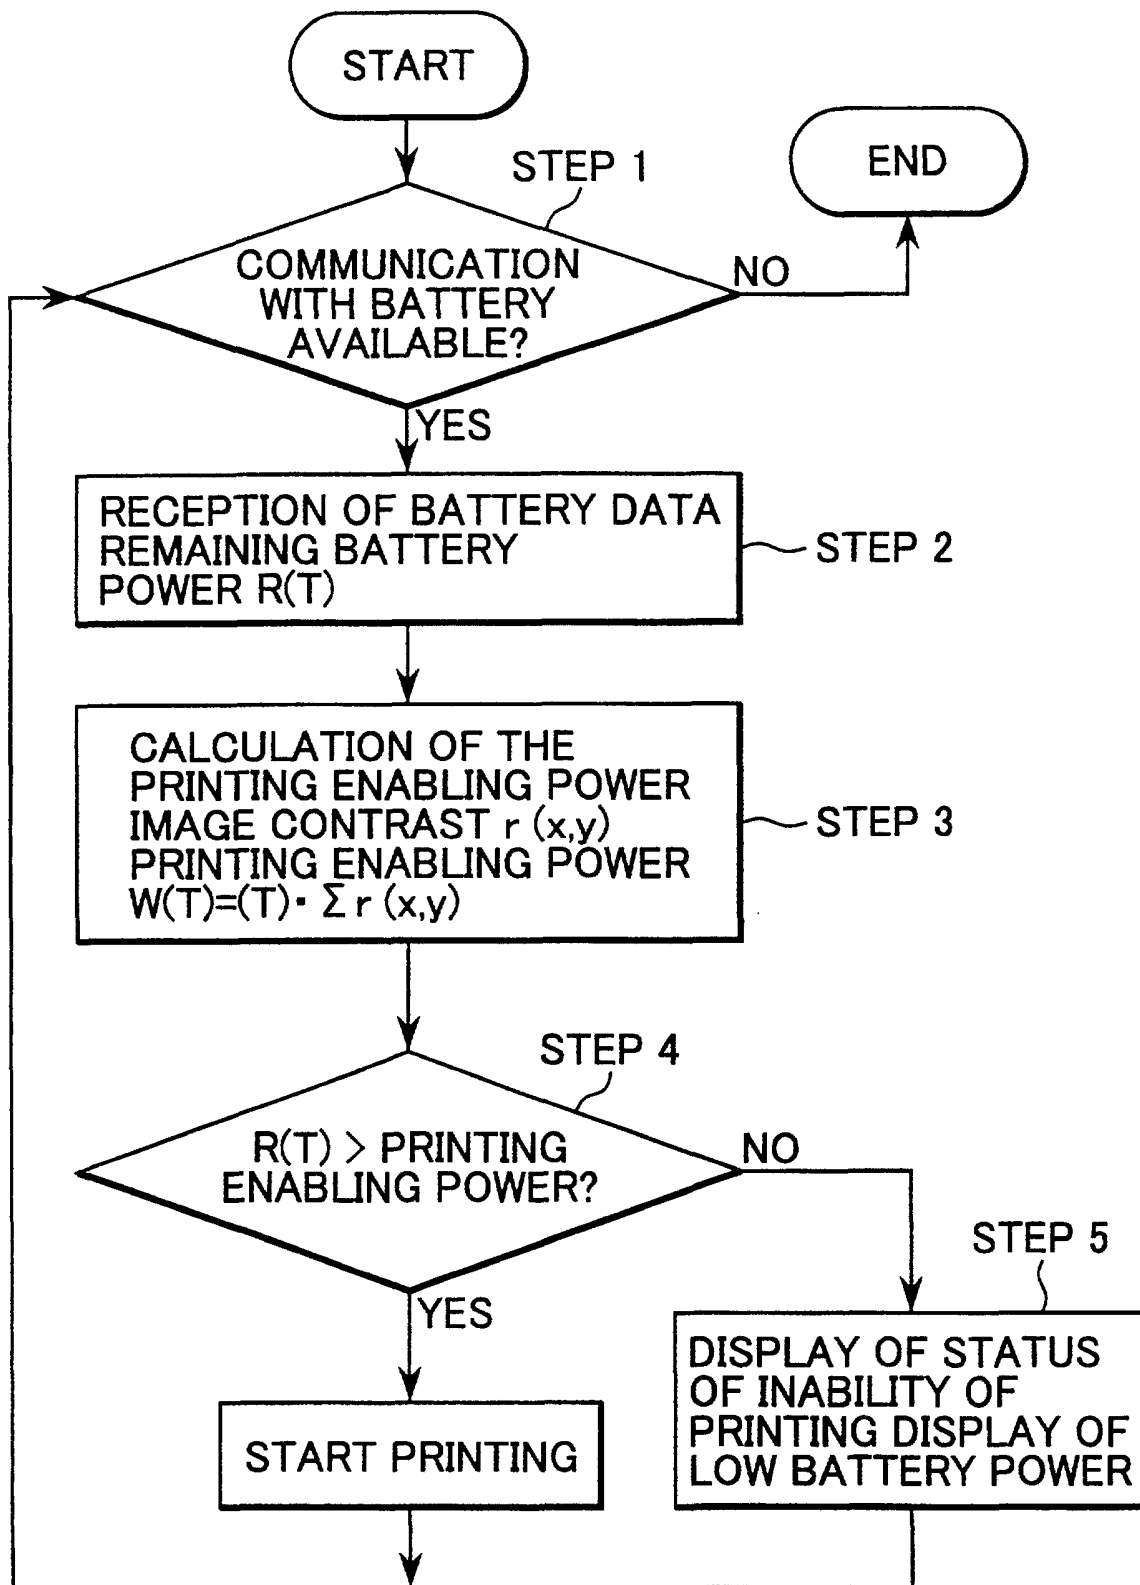 START
END
STEP 1
COMMUNICATION
WITH BATTERY
AVAILABLE?
NO
YES
RECEPTION OF BATTERY DATA
REMAINING BATTERY
POWER R(T)
STEP 2
CALCULATION OF THE
PRINTING ENABLING POWER
IMAGE CONTRAST r (x,y)
PRINTING ENABLING POWER
W(T)=(T)· Σ r (x,y)
STEP 3
STEP 4
R(T) > PRINTING
ENABLING POWER?
NO
YES
STEP 5
DISPLAY OF STATUS
OF INABILITY OF
PRINTING DISPLAY OF
LOW BATTERY POWER
START PRINTING